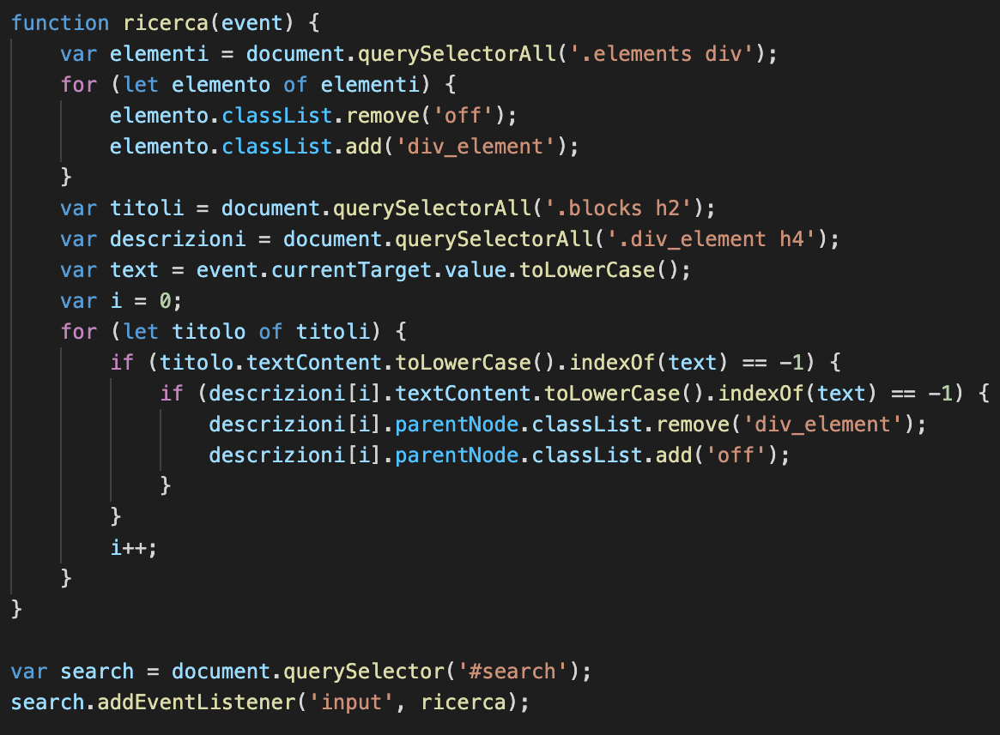 function ricerca(event) {
    var elementi = document.querySelectorAll('.elements div');
    for (let elemento of elementi) {
        elemento.classList.remove('off');
        elemento.classList.add('div_element');
    }
    var titoli = document.querySelectorAll('.blocks h2');
    var descrizioni = document.querySelectorAll('.div_element h4');
    var text = event.currentTarget.value.toLowerCase();
    var i = 0;
    for (let titolo of titoli) {
        if (titolo.textContent.toLowerCase().indexOf(text) == -1) {
            if (descrizioni[i].textContent.toLowerCase().indexOf(text) == -1) {
                descrizioni[i].parentNode.classList.remove('div_element');
                descrizioni[i].parentNode.classList.add('off');
            }
        }
        i++;
    }
}

var search = document.querySelector('#search');
search.addEventListener('input', ricerca);